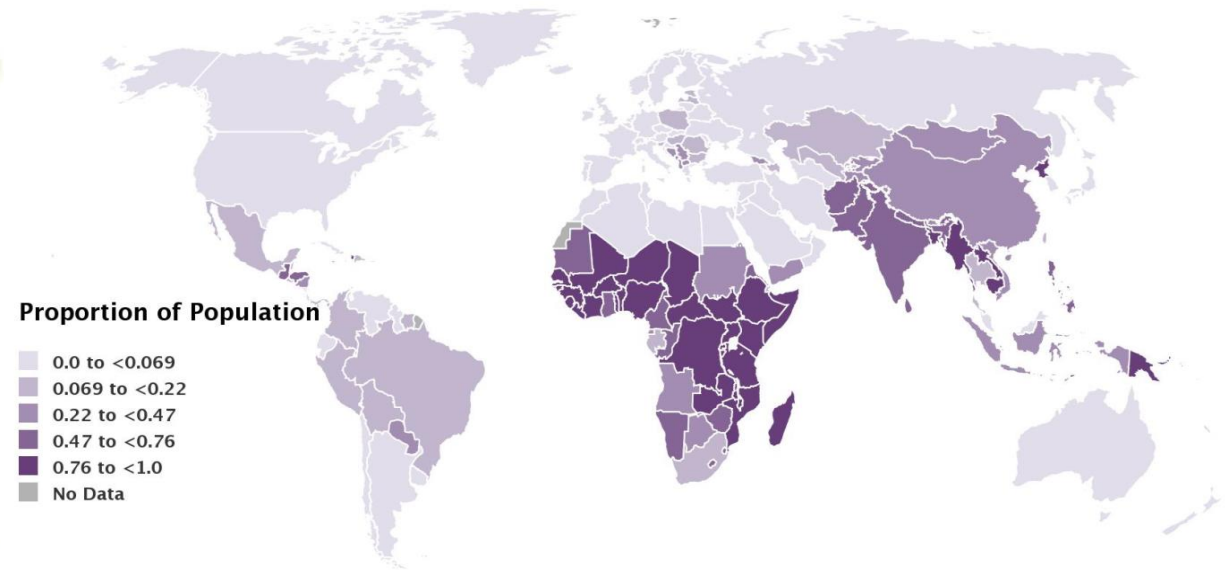 Proportion of Population
0.0 to <0.069
0.069 to <0.22
0.22 to <0.47
0.47 to <0.76
0.76 to <1.0
No Data